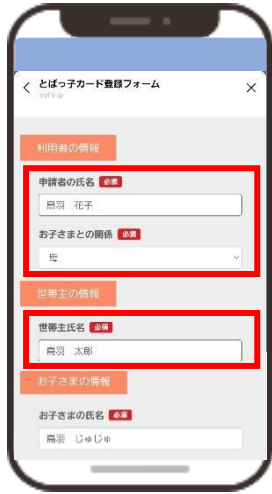 とばっ子カード登録フォーム
利用者の情報
申請者の氏名 必須
鳥羽 花子
お子さまとの関係 必須
母
世帯主の情報
世帯主氏名 必須
鳥羽 太郎
お子さまの情報
お子さまの氏名 必須
鳥羽 じゅじゅ